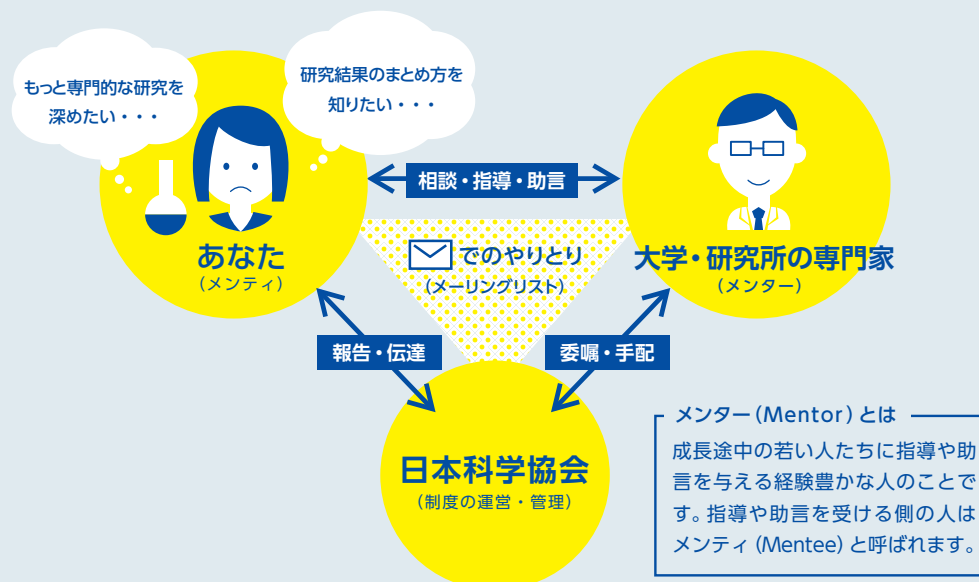 もっと専門的な研究を
深めたい・・・
研究結果のまとめ方を
知りたい・・・
相談・指導・助言
あなた
(メンティ)
でのやりとり
(メーリングリスト)
大学・研究所の専門家
(メンター)
報告・伝達
委嘱・手配
日本科学協会
(制度の運営・管理)
メンター(Mentor)とは
成長途中の若い人たちに指導や助
言を与える経験豊かな人のことで
す。指導や助言を受ける側の人は
メンティ(Mentee)と呼ばれます。